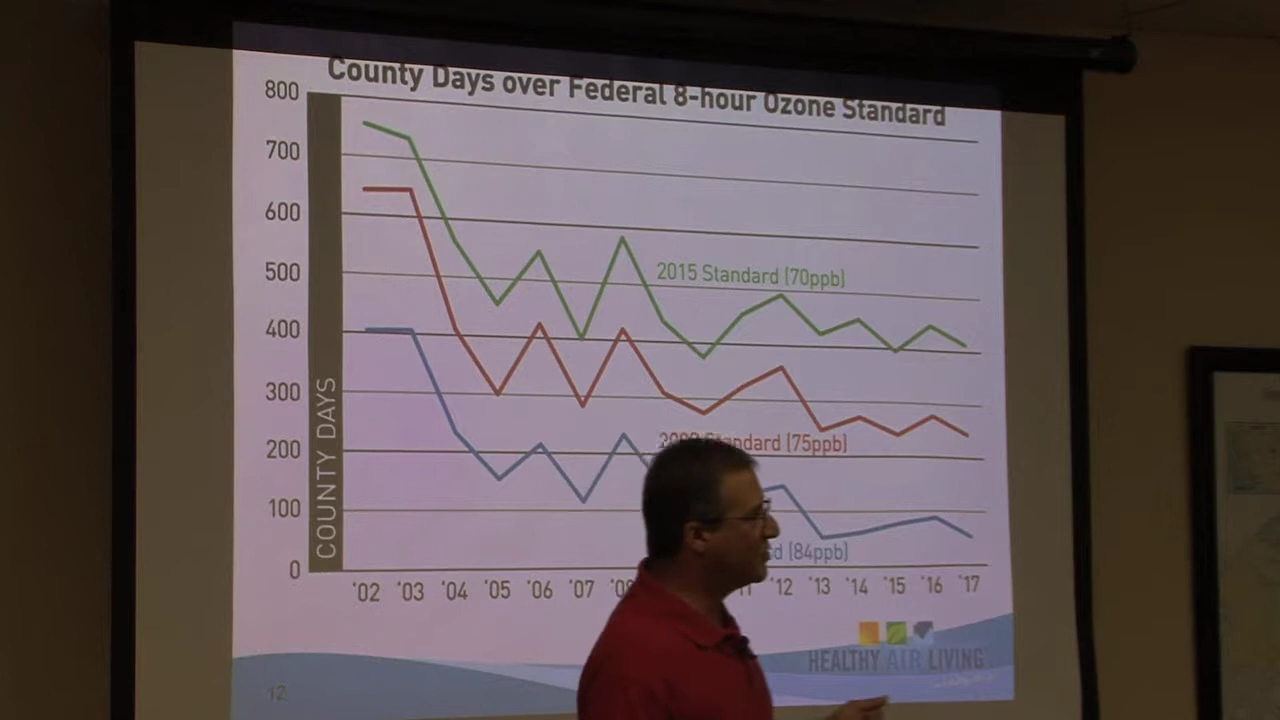 County Days over Federal 8-hour Ozone Standard
800
700
600
500
400
300
200
100
0
COUNTY DAYS
2015 Standard (70ppb)
Standard (75ppb)
(84ppb)
'02 '03 '04 '05 '06 '07 '12 '13 '14 '15 '16 '17
HEALTHY AIR LIVING
12